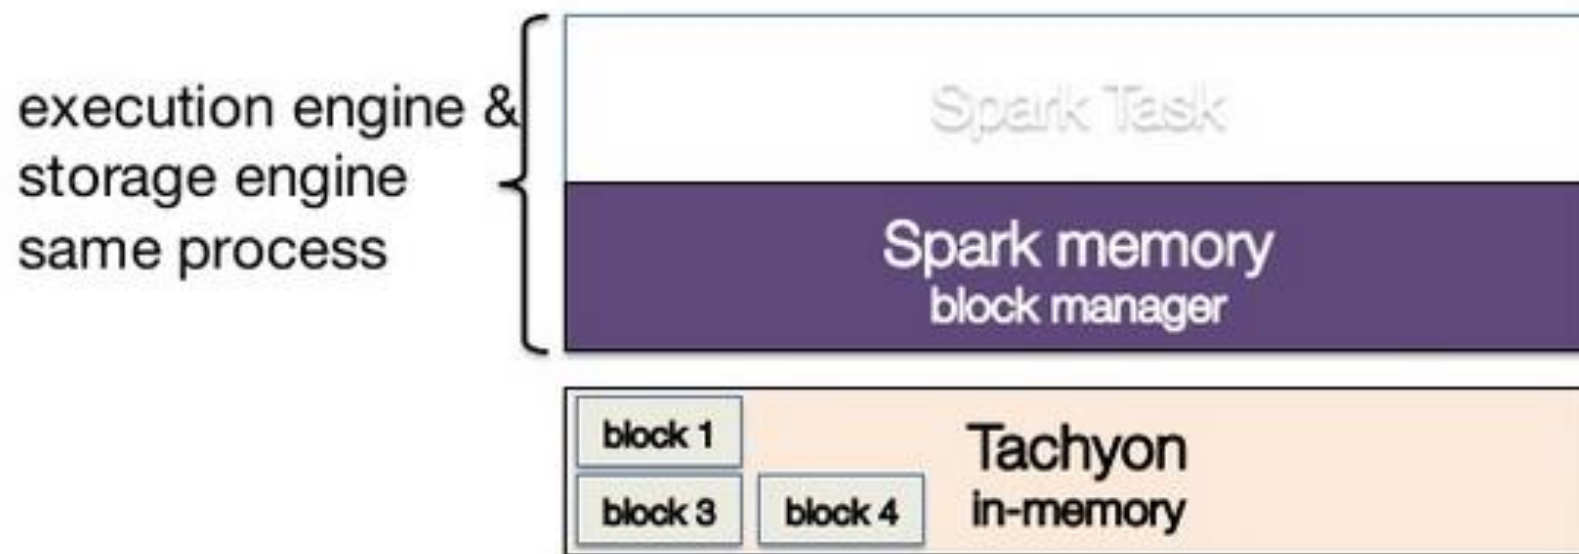 execution engine &
storage engine
same process
Spark Task
Spark memory
block manager
block 1
block 3
block 4
Tachyon
in-memory